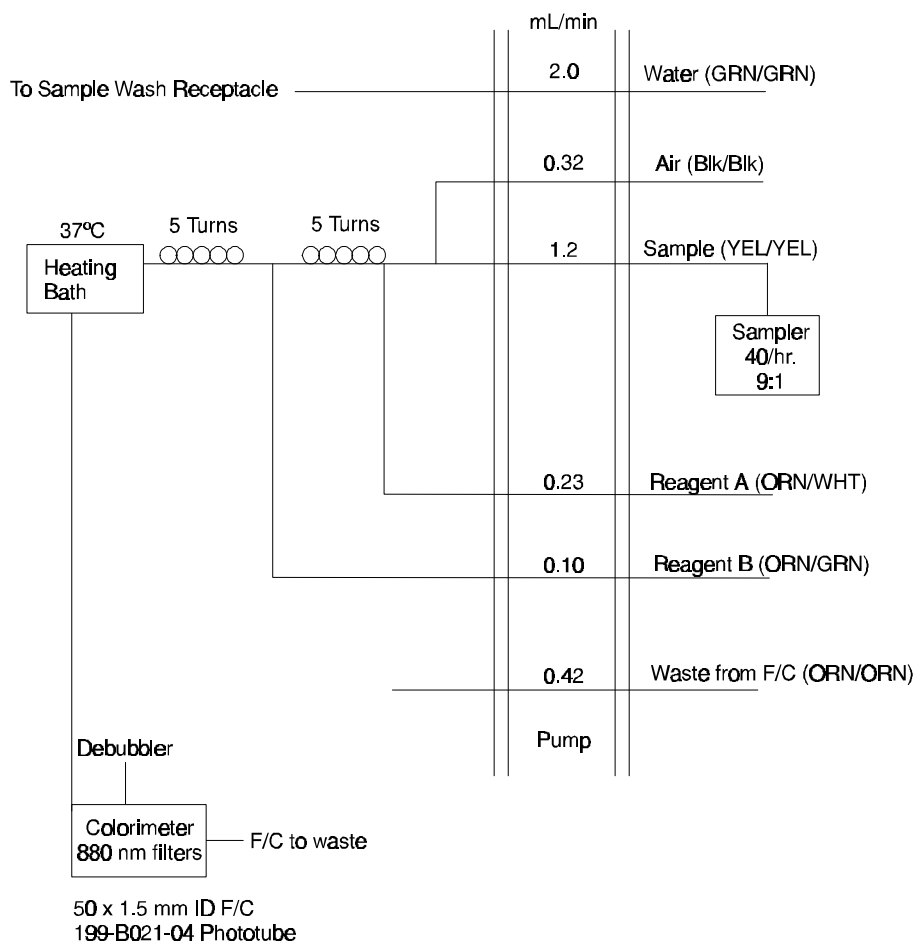 mL/min
To Sample Wash Receptacle
2.0
Water (GRN/GRN)
0.32
Air (Blk/Blk)
37ºC
5 Turns
5 Turns
1.2
Sample (YEL/YEL)
Heating
Bath
Sampler
40/hr.
9:1
0.23
Reagent A (ORN/WHT)
0.10
Reagent B (ORN/GRN)
0.42
Waste from F/C (ORN/ORN)
Pump
Debubbler
Colorimeter
880 nm filters
F/C to waste
50 x 1.5 mm ID F/C
199-B021-04 Phototube